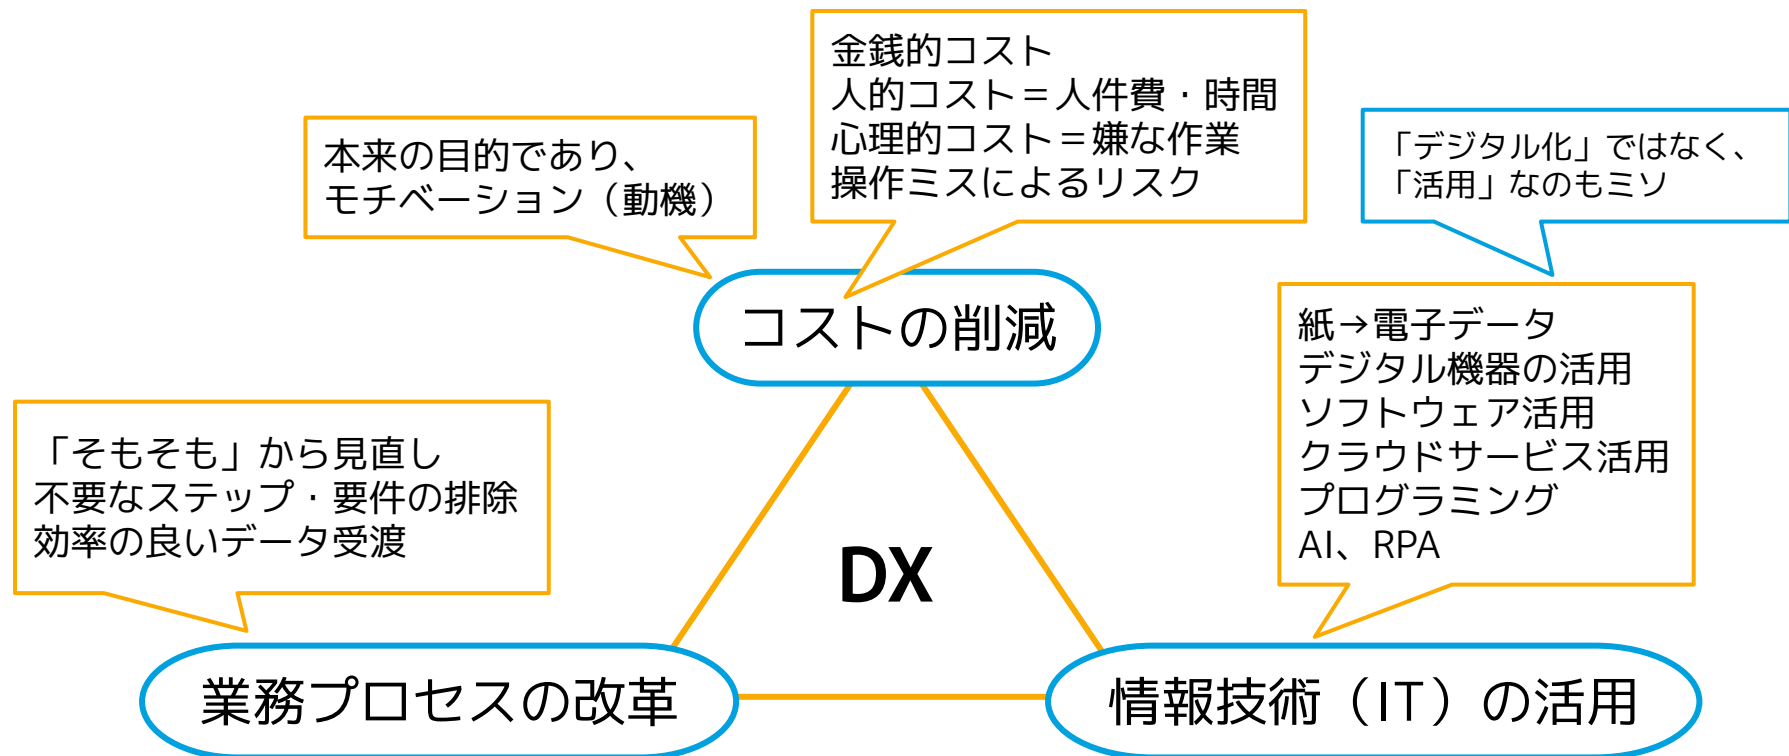 金銭的コスト
人的コスト＝人件費・時間
心理的コスト＝嫌な作業
操作ミスによるリスク
本来の目的であり、
モチベーション（動機）
「デジタル化」ではなく、
「活用」なのもミソ
コストの削減
紙→電子データ
デジタル機器の活用
ソフトウェア活用
クラウドサービス活用
プログラミング
AI、RPA
「そもそも」から見直し
不要なステップ・要件の排除
効率の良いデータ受渡
DX
業務プロセスの改革
情報技術（IT）の活用